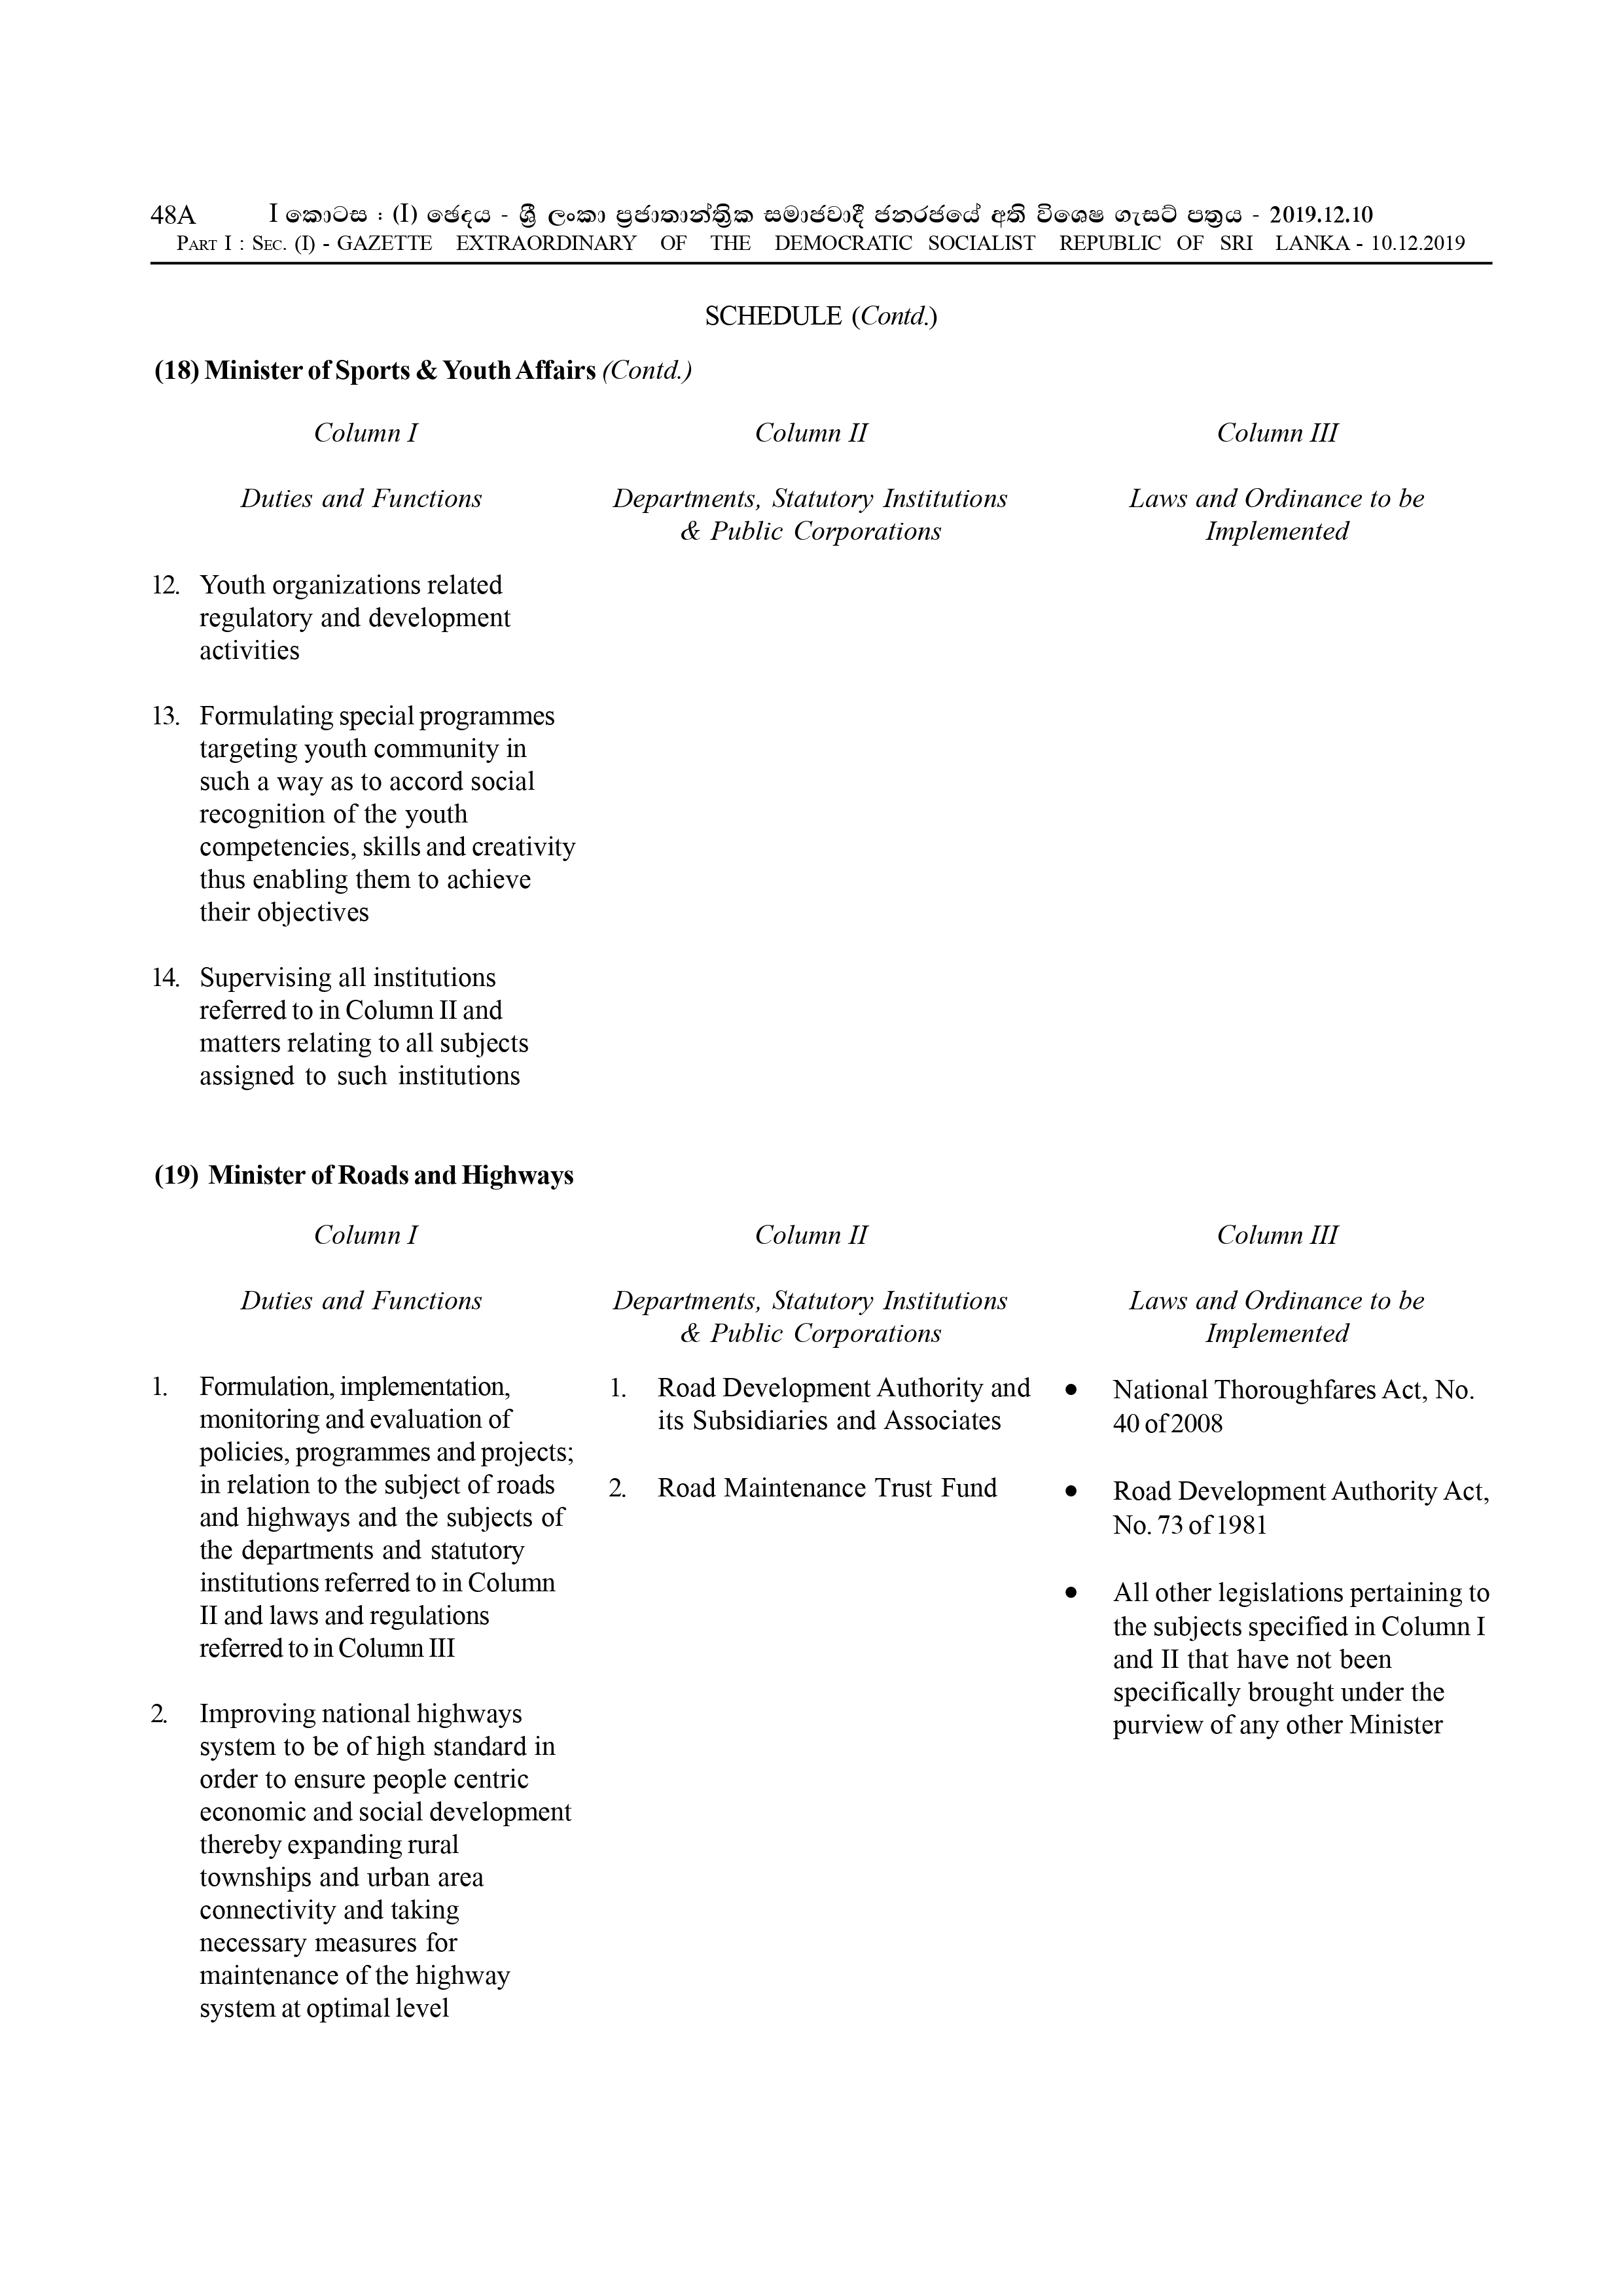 48A I කොටස : (I) ඡෙදය - ශ්‍රී ලංකා ප්‍රජාතාන්ත්‍රික සමාජවාදී ජනරජයේ අති විශෙෂ ගැසට් පත්‍රය - 2019.12.10
PART I : SEC. (I) - GAZETTE EXTRAORDINARY OF THE DEMOCRATIC SOCIALIST REPUBLIC OF SRI LANKA - 10.12.2019
SCHEDULE (Contd.)
(18) Minister of Sports & Youth Affairs (Contd.)
Column I
Duties and Functions
Column II
Departments, Statutory Institutions
& Public Corporations
Column III
Laws and Ordinance to be
Implemented
12. Youth organizations related
regulatory and development
activities
13. Formulating special programmes
targeting youth community in
such a way as to accord social
recognition of the youth
competencies, skills and creativity
thus enabling them to achieve
their objectives
14. Supervising all institutions
referred to in Column II and
matters relating to all subjects
assigned to such institutions
(19) Minister of Roads and Highways
Column I
Duties and Functions
Column II
Departments, Statutory Institutions
& Public Corporations
Column III
Laws and Ordinance to be
Implemented
1. Formulation, implementation,
monitoring and evaluation of
policies, programmes and projects;
in relation to the subject of roads
and highways and the subjects of
the departments and statutory
institutions referred to in Column
II and laws and regulations
referred to in Column III
2. Improving national highways
system to be of high standard in
order to ensure people centric
economic and social development
thereby expanding rural
townships and urban area
connectivity and taking
necessary measures for
maintenance of the highway
system at optimal level
1. Road Development Authority and
its Subsidiaries and Associates
2. Road Maintenance Trust Fund
● National Thoroughfares Act, No.
40 of 2008
● Road Development Authority Act,
No. 73 of 1981
● All other legislations pertaining to
the subjects specified in Column I
and II that have not been
specifically brought under the
purview of any other Minister